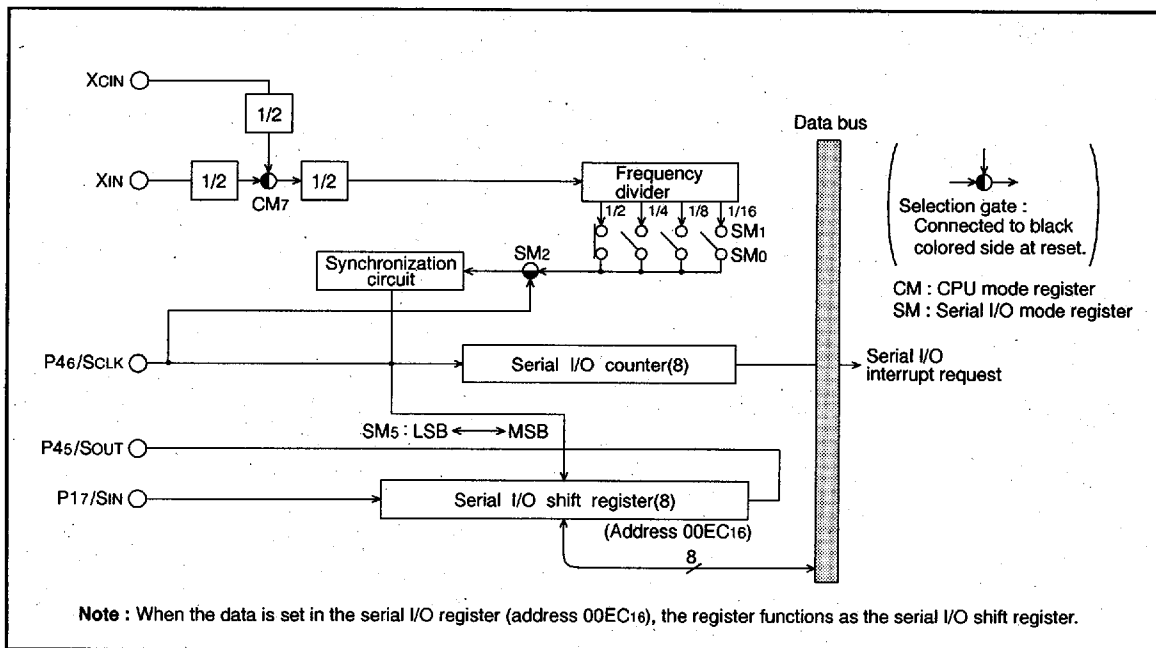 XCIN
1/2
Data bus
XIN
1/2
1/2
CM7
Frequency
divider
1/2
1/4
1/8
1/16
SM1
SM0
Selection gate :
Connected to black
colored side at reset.
CM : CPU mode register
SM : Serial I/O mode register
SM2
Synchronization
circuit
P46/SCLK
Serial I/O counter(8)
Serial I/O
interrupt request
SM5 : LSB
MSB
P45/SOUT
P17/SIN
Serial I/O shift register(8)
(Address 00EC16)
8
Note : When the data is set in the serial I/O register (address 00EC16), the register functions as the serial I/O shift register.